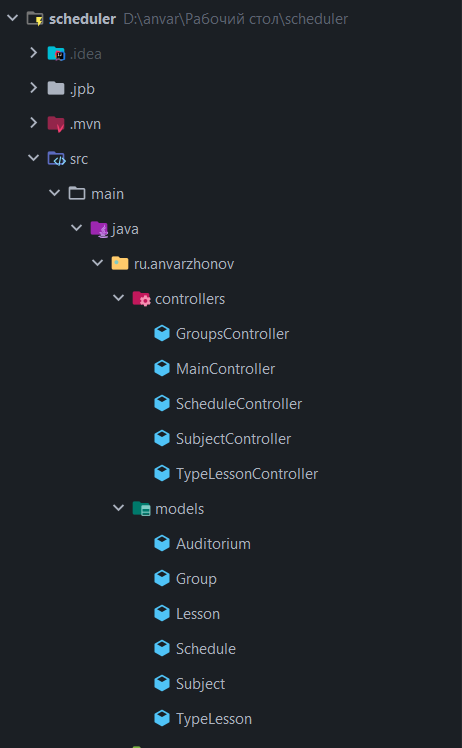 scheduler D:\anvar\Рабочий стол\scheduler
.idea
.jpb
.mvn
src
main
java
ru.anvarzhonov
controllers
GroupsController
MainController
ScheduleController
SubjectController
TypeLessonController
models
Auditorium
Group
Lesson
Schedule
Subject
TypeLesson